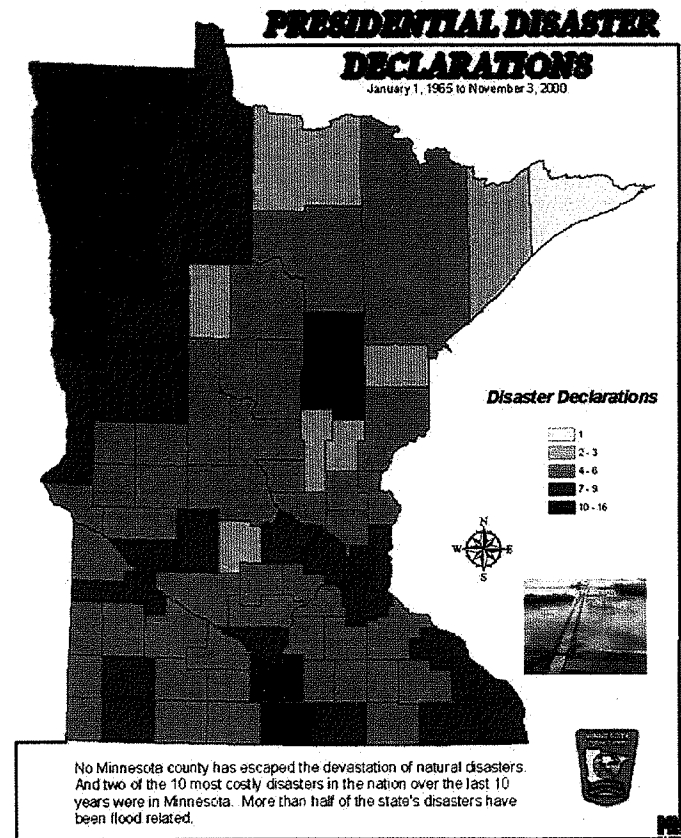 PRESIDENTIAL DISASTER
DECLARATIONS
January 1, 1965 to November 3, 2000
Disaster Declarations
1
2 - 3
4 - 6
7 - 9
10 - 16
N
W
E
S
No Minnesota county has escaped the devastation of natural disasters.
And two of the 10 most costly disasters in the nation over the last 10
years were in Minnesota. More than half of the state's disasters have
been flood related.